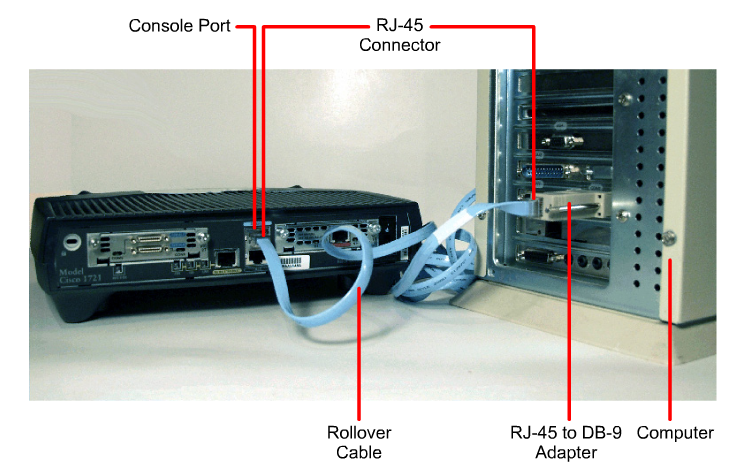 Console Port
RJ-45
Connector
Model
Cisco 1721
Rollover
Cable
RJ-45 to DB-9
Adapter
Computer